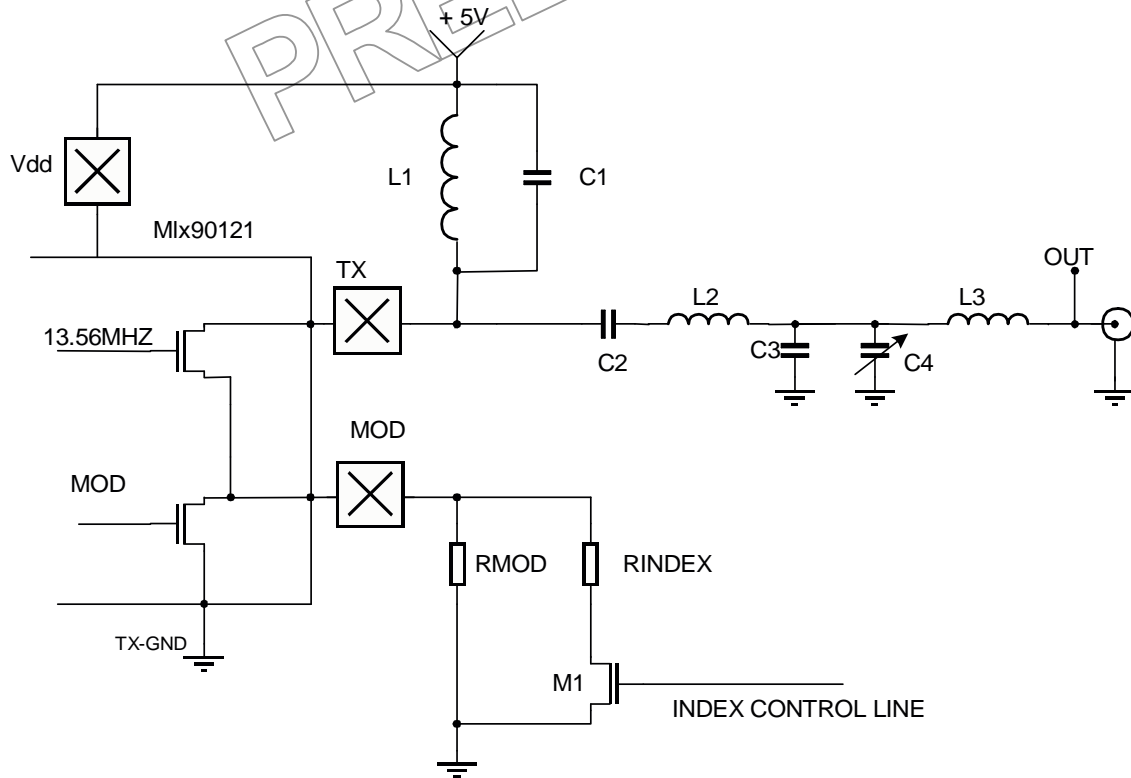 + 5V
Vdd
L1
C1
Mlx90121
TX
OUT
L2
L3
13.56MHZ
C2
C3
C4
MOD
MOD
RMOD
RINDEX
TX-GND
M1
INDEX CONTROL LINE